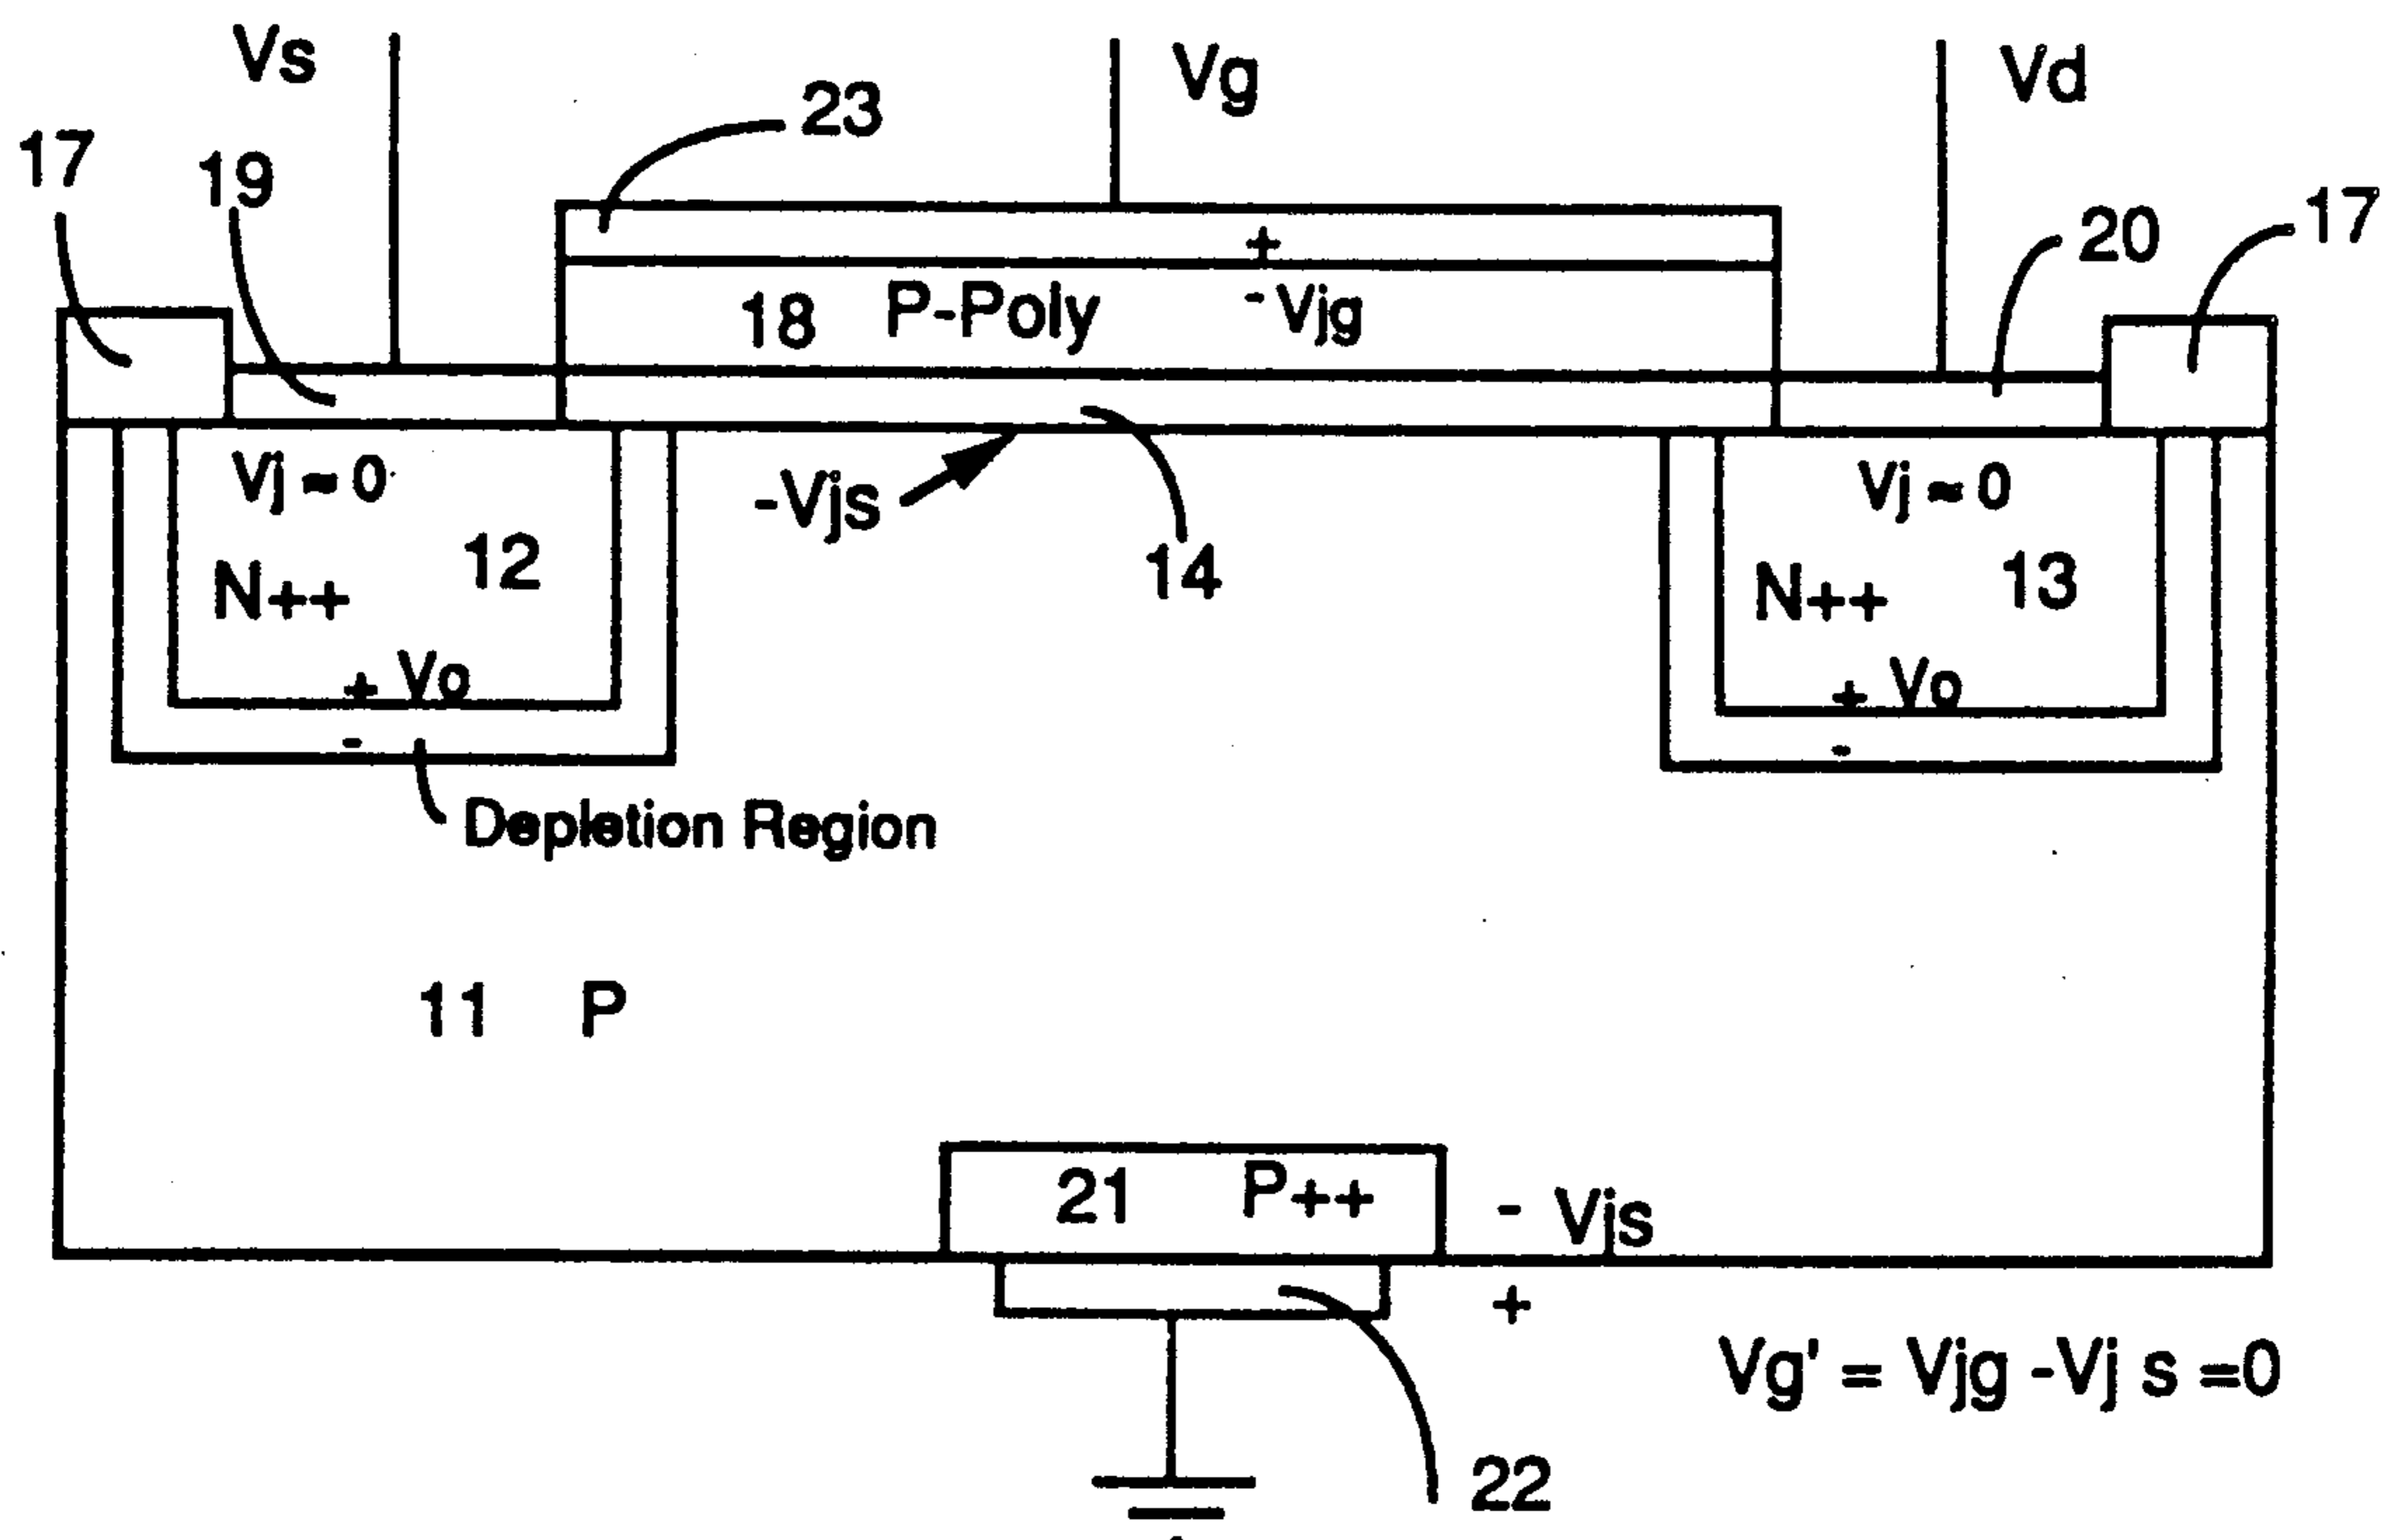 Vs
Vg
Vd
23
17
19
20
17
+
18 P-Poly - Vjg
Vj ≈ 0
-Vjs
Vj ≈ 0
12
N++
14
13
N++
+ Vo
-
+ Vo
-
Depletion Region
11 P
21 P++
- Vjs
+
Vg' = Vjg -Vj s =0
22